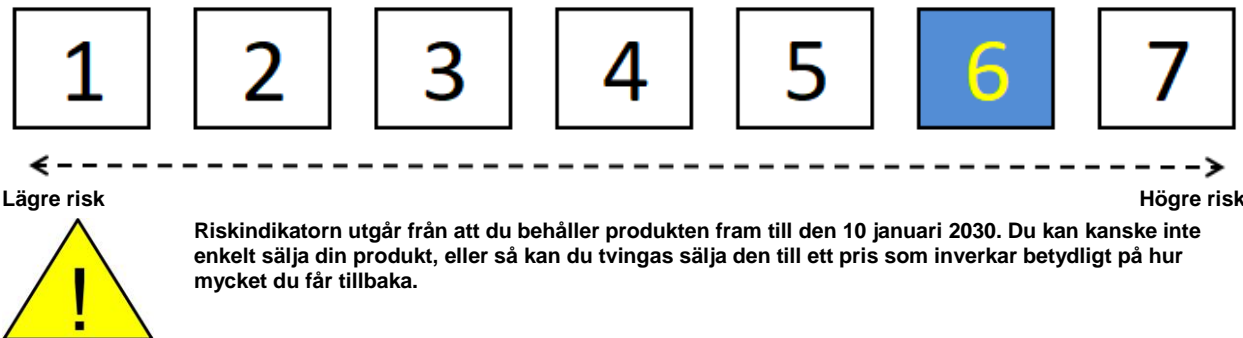 1 2 3 4 5 6 7
Lägre risk Högre risk
Riskindikatorn utgår från att du behåller produkten fram till den 10 januari 2030. Du kan kanske inte
enkelt sälja din produkt, eller så kan du tvingas sälja den till ett pris som inverkar betydligt på hur
mycket du får tillbaka.
!